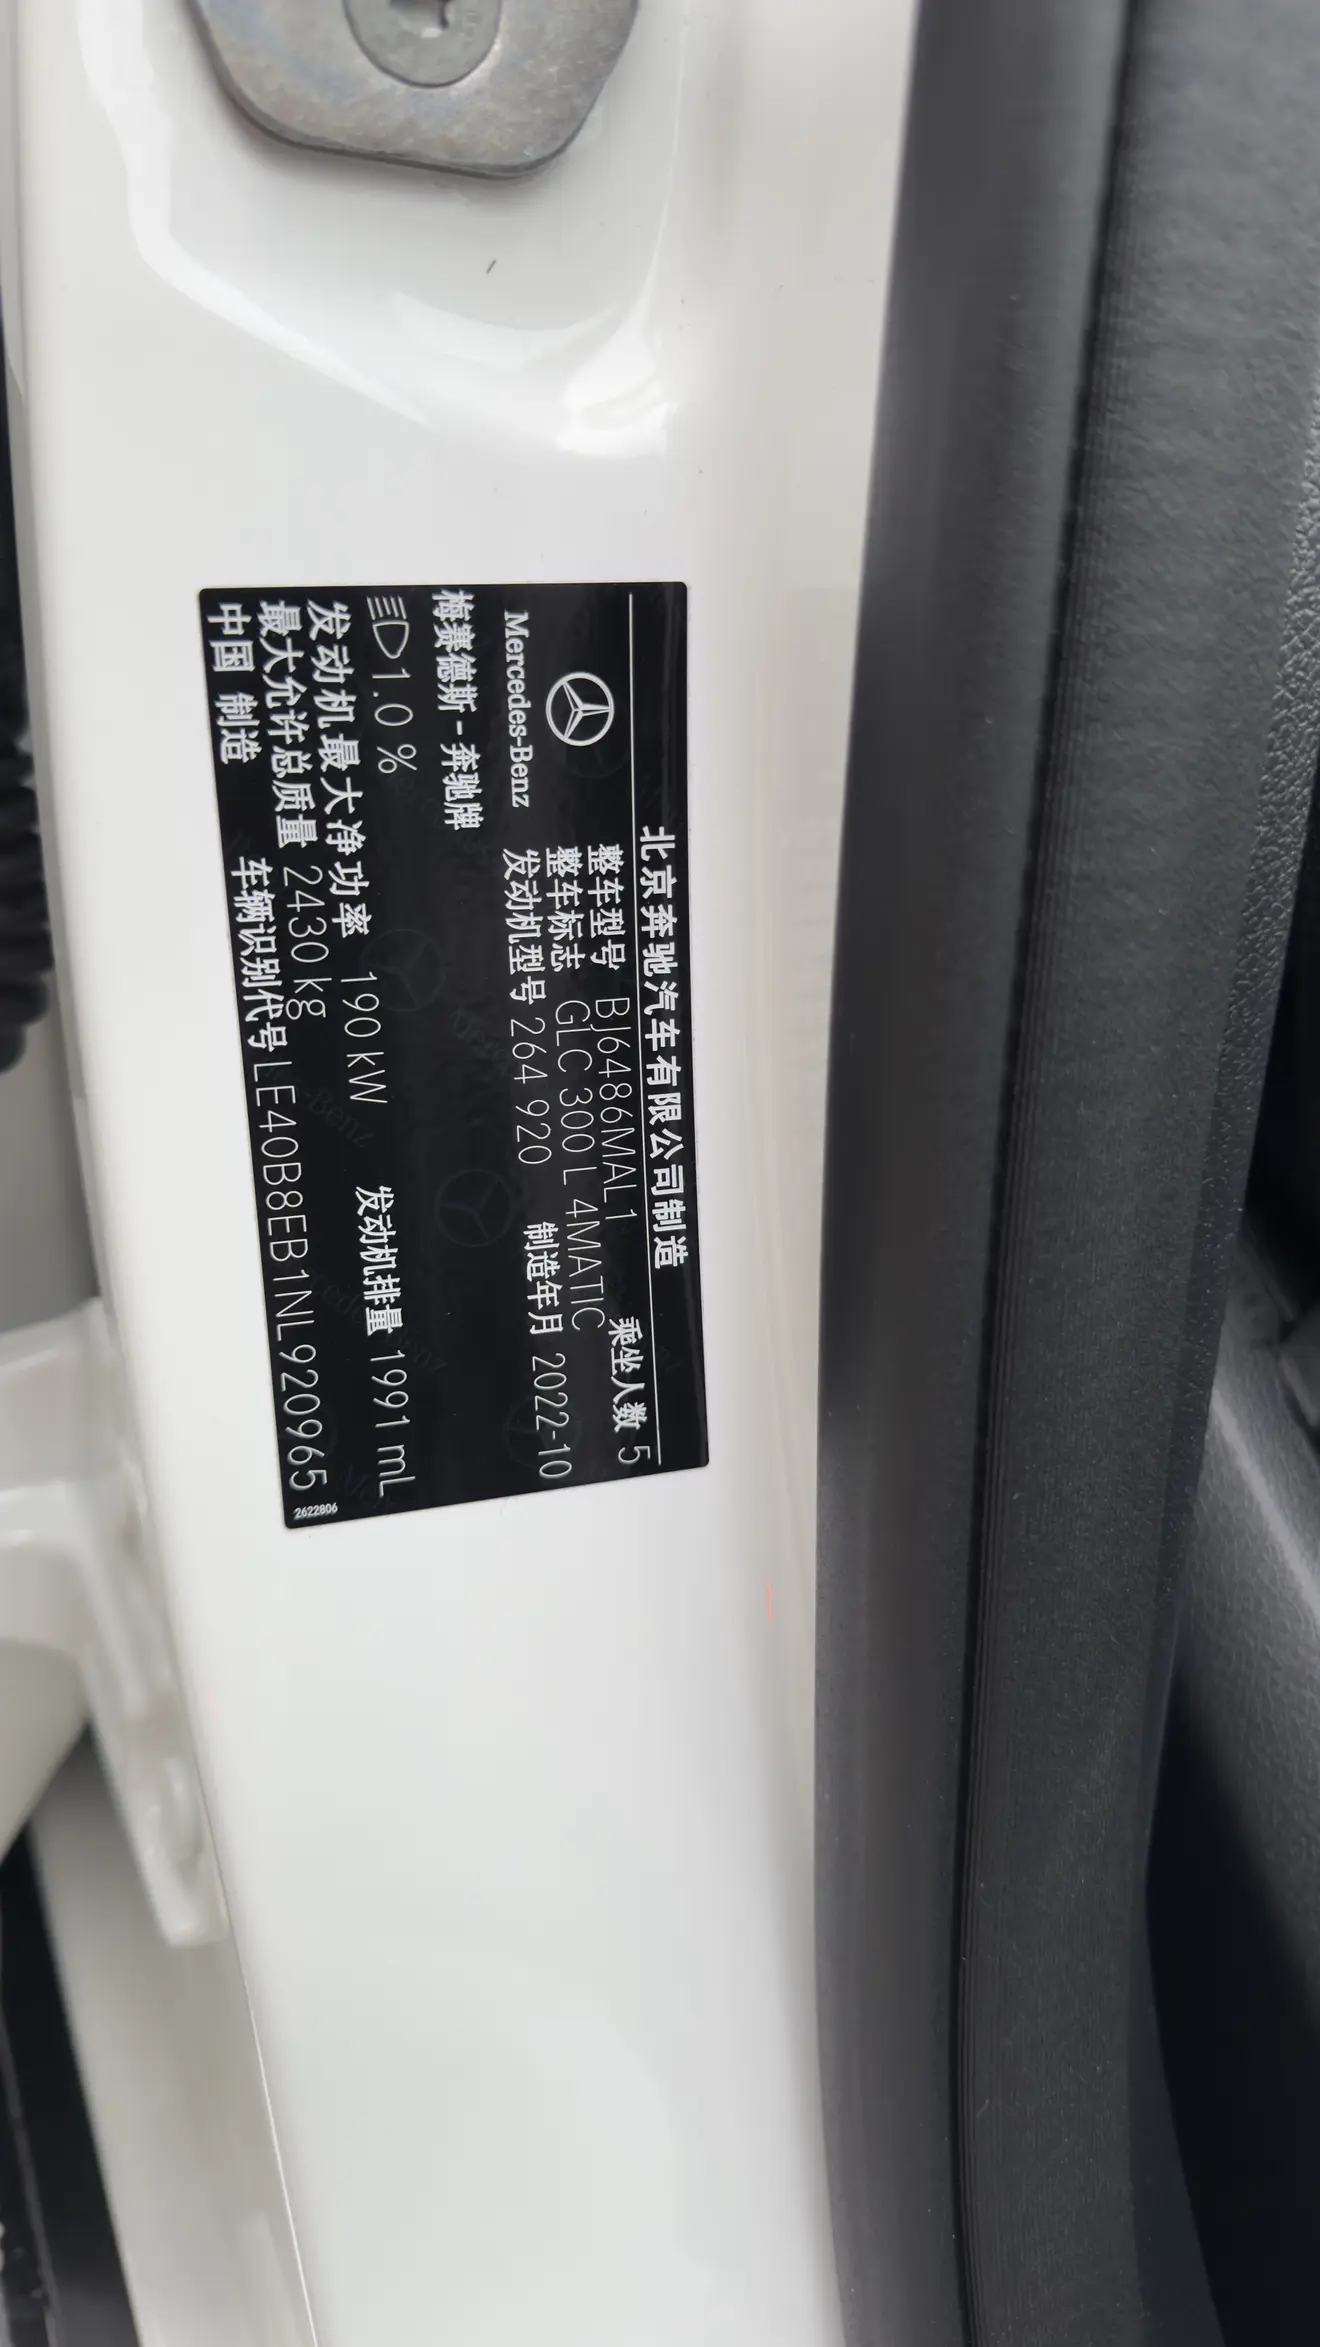 北京奔驰汽车有限公司制造
Mercedes-Benz
整车型号 BJ6486MAL1 乘坐人数 5
整车标志 GLC 300 L 4MATIC
发动机型号 264 920 制造年月 2022-10
梅赛德斯-奔驰牌
1.0 %
发动机最大净功率 190 kW 发动机排量 1991 mL
最大允许总质量 2430 kg
中国 制造 车辆识别代号 LE40B8EB1NL920965
2622806